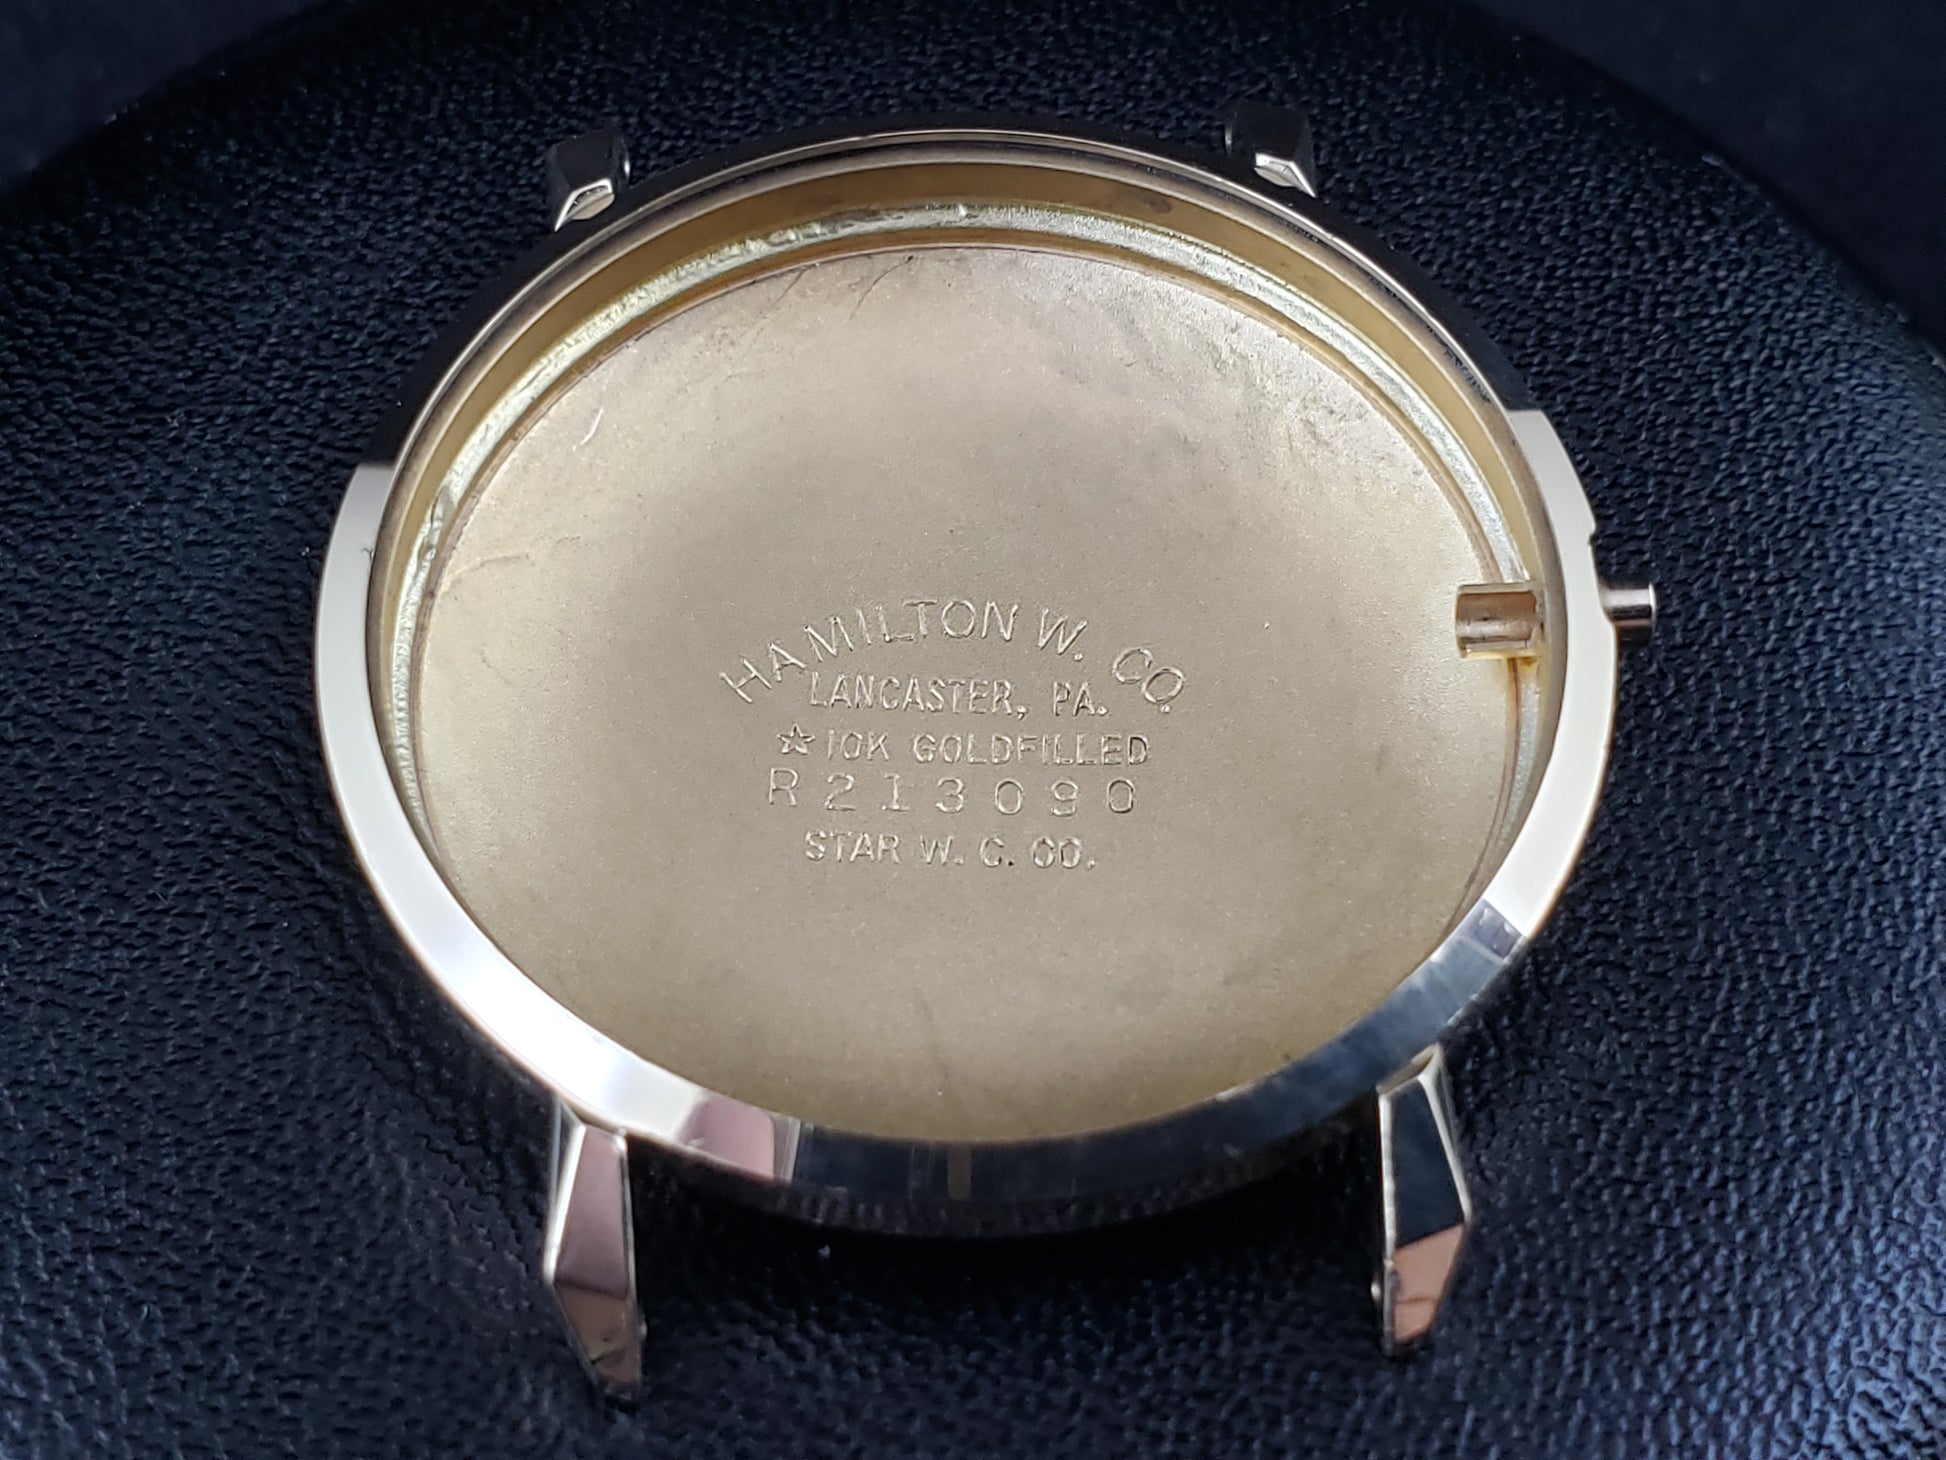 HAMILTON W. CO.
LANCASTER, PA.
☆ 10K GOLDFILLED
R213090
STAR W. C. CO.